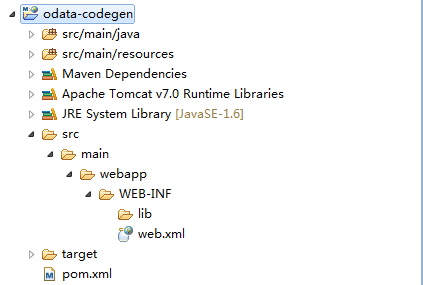 odata-codegen
src/main/java
src/main/resources
Maven Dependencies
Apache Tomcat v7.0 Runtime Libraries
JRE System Library [JavaSE-1.6]
src
main
webapp
WEB-INF
lib
web.xml
target
pom.xml